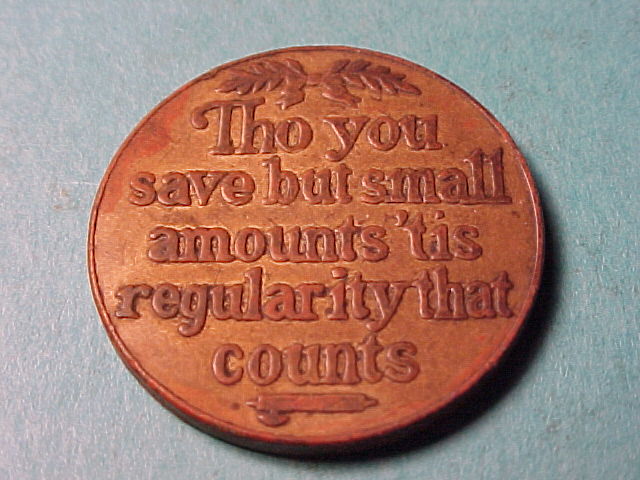 Tho you
save but small
amounts 'tis
regularity that
counts